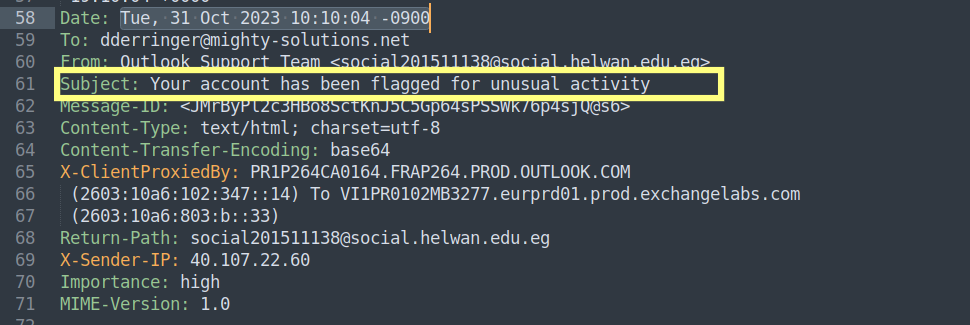 58 Date: Tue, 31 Oct 2023 10:10:04 -0900
59 To: dderringer@mighty-solutions.net
60 From: Outlook Support Team <social201511138@social.helwan.edu.eg>
61 Subject: Your account has been flagged for unusual activity
62 Message-ID: 
63 Content-Type: text/html; charset=utf-8
64 Content-Transfer-Encoding: base64
65 X-ClientProxiedBy: PR1P264CA0164.FRAP264.PROD.OUTLOOK.COM
66 (2603:10a6:102:347::14) To VI1PR0102MB3277.eurprd01.prod.exchangelabs.com
67 (2603:10a6:803:b::33)
68 Return-Path: social201511138@social.helwan.edu.eg
69 X-Sender-IP: 40.107.22.60
70 Importance: high
71 MIME-Version: 1.0